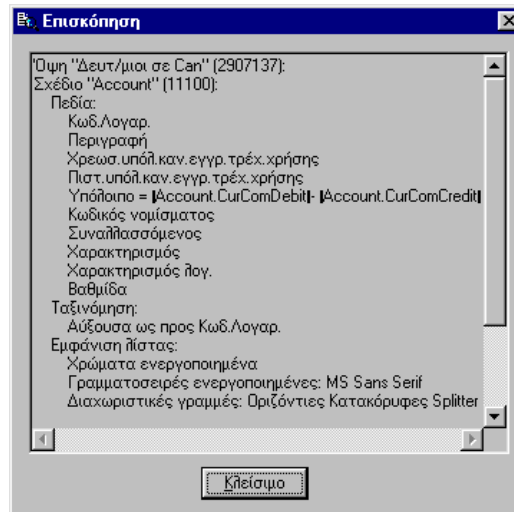 Επισκόπηση
Όψη "Δευτ/μιοι σε Can" (2907137):
Σχέδιο "Account" (11100):
Πεδία:
Κωδ.Λογαρ.
Περιγραφή
Χρεωσ.υπόλ.καν.εγγρ.τρέχ.χρήσης
Πιστ.υπόλ.καν.εγγρ.τρέχ.χρήσης
Υπόλοιπο = |Account.CurComDebit|- |Account.CurComCredit|
Κωδικός νομίσματος
Συναλλασσόμενος
Χαρακτηρισμός
Χαρακτηρισμός λογ.
Βαθμίδα
Ταξινόμηση:
Αύξουσα ως προς Κωδ.Λογαρ.
Εμφάνιση λίστας:
Χρώματα ενεργοποιημένα
Γραμματοσειρές ενεργοποιημένες: MS Sans Serif
Διαχωριστικές γραμμές: Οριζόντιες Κατακόρυφες Splitter
Κλείσιμο